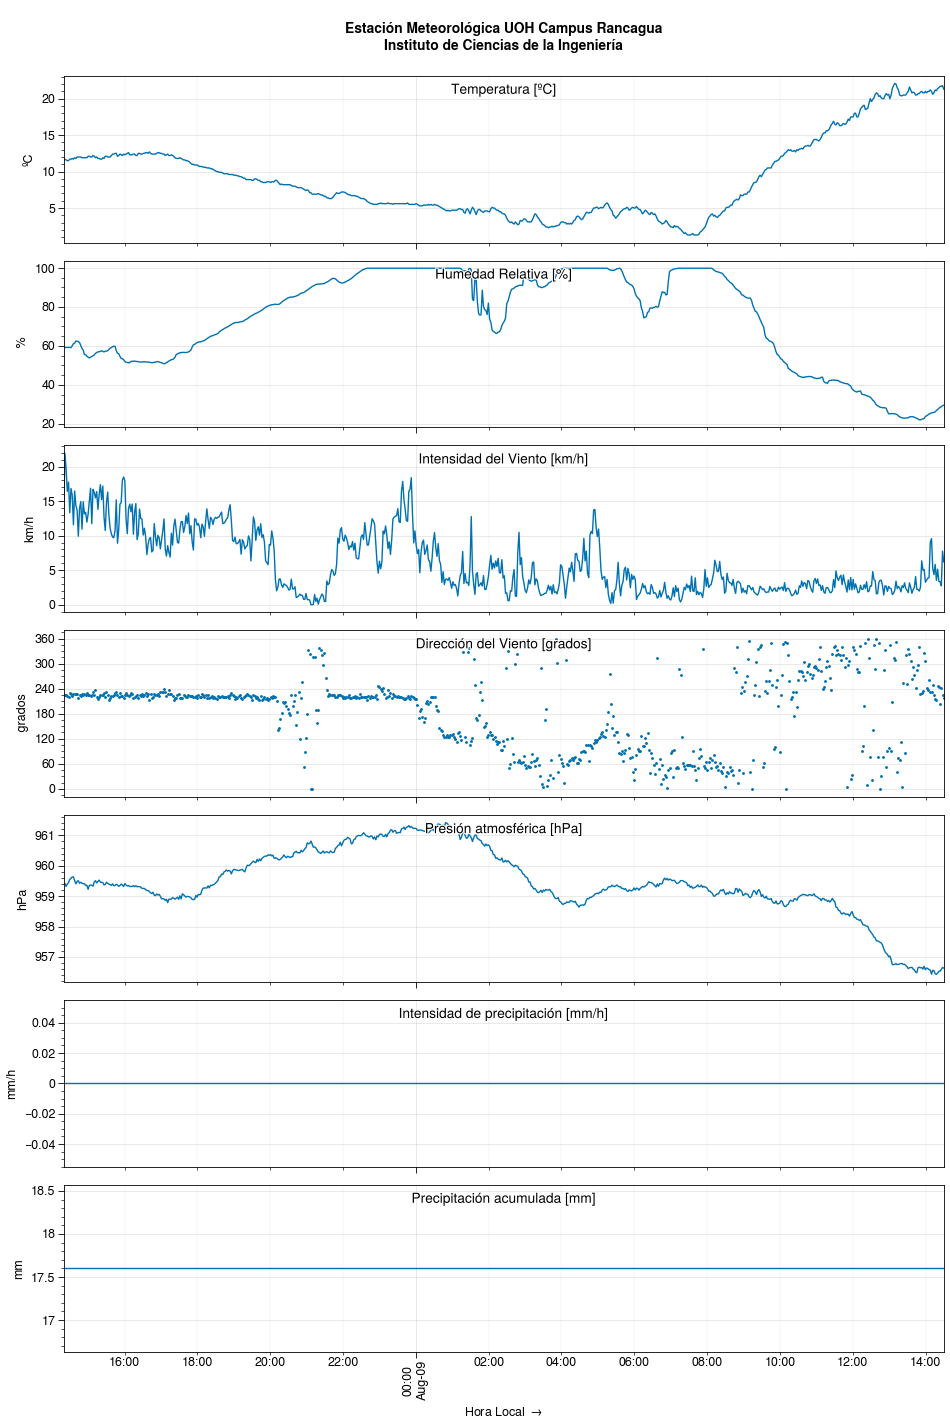 Estación Meteorológica UOH Campus Rancagua
Instituto de Ciencias de la Ingeniería
Temperatura [ºC]
20
15
10
5
ºC
Humedad Relativa [%]
100
80
60
40
20
%
Intensidad del Viento [km/h]
20
15
10
5
0
km/h
Dirección del Viento [grados]
360
300
240
180
120
60
0
grados
Presión atmosférica [hPa]
961
960
959
958
957
hPa
Intensidad de precipitación [mm/h]
0.04
0.02
0
−0.02
−0.04
mm/h
Precipitación acumulada [mm]
18.5
18
17.5
17
mm
16:00
18:00
20:00
22:00
00:00
Aug-09
02:00
04:00
06:00
08:00
10:00
12:00
14:00
Hora Local →